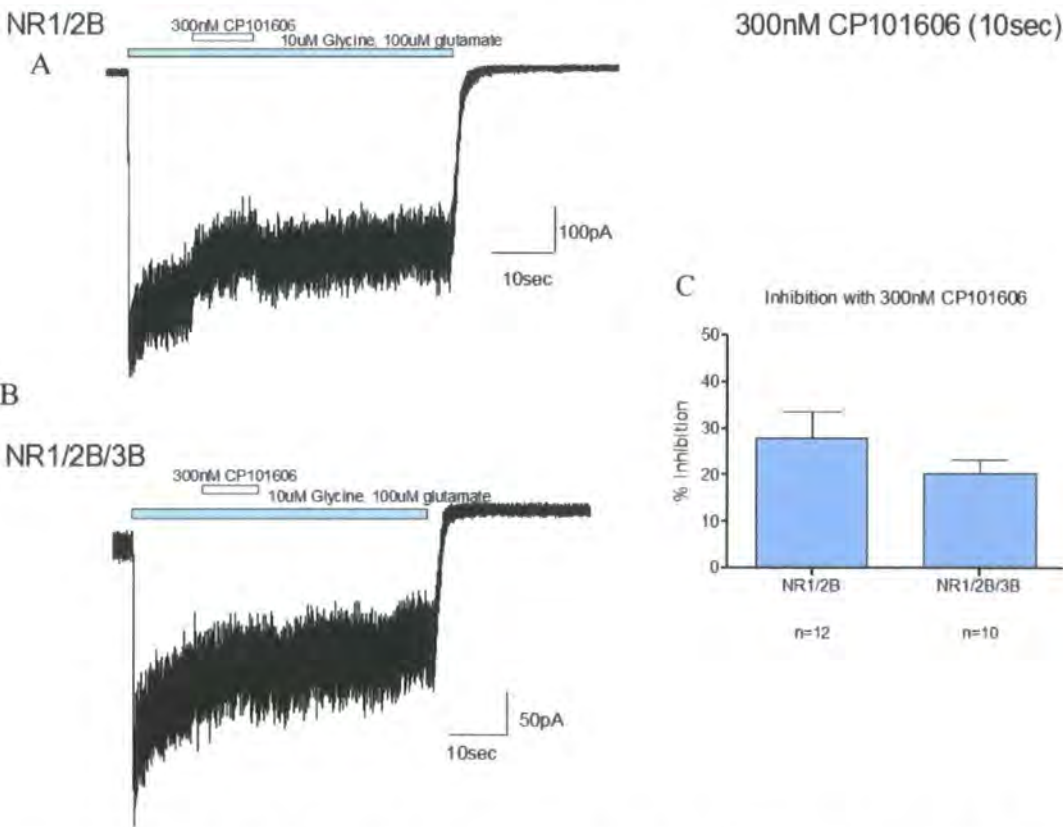 NR1/2B
300nM CP101606
10uM Glycine, 100uM glutamate
300nM CP101606 (10sec)
A
100pA
10sec
B
NR1/2B/3B
300nM CP101606
10uM Glycine 100uM glutamate
50pA
10sec
C
Inhibition with 300nM CP101606
% Inhibition
50
40
30
20
10
0
NR1/2B NR1/2B/3B
n=12 n=10